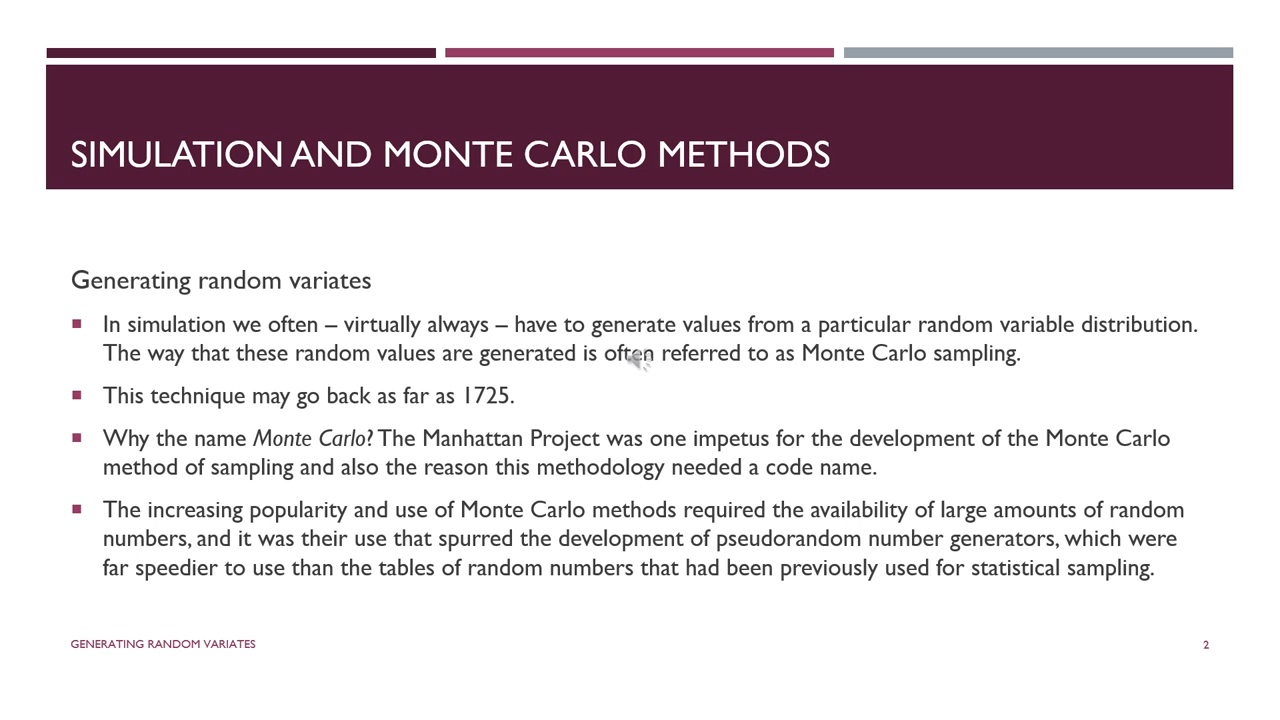 SIMULATION AND MONTE CARLO METHODS
Generating random variates
▪ In simulation we often – virtually always – have to generate values from a particular random variable distribution.
The way that these random values are generated is often referred to as Monte Carlo sampling.
▪ This technique may go back as far as 1725.
▪ Why the name Monte Carlo? The Manhattan Project was one impetus for the development of the Monte Carlo
method of sampling and also the reason this methodology needed a code name.
▪ The increasing popularity and use of Monte Carlo methods required the availability of large amounts of random
numbers, and it was their use that spurred the development of pseudorandom number generators, which were
far speedier to use than the tables of random numbers that had been previously used for statistical sampling.
GENERATING RANDOM VARIATES
2